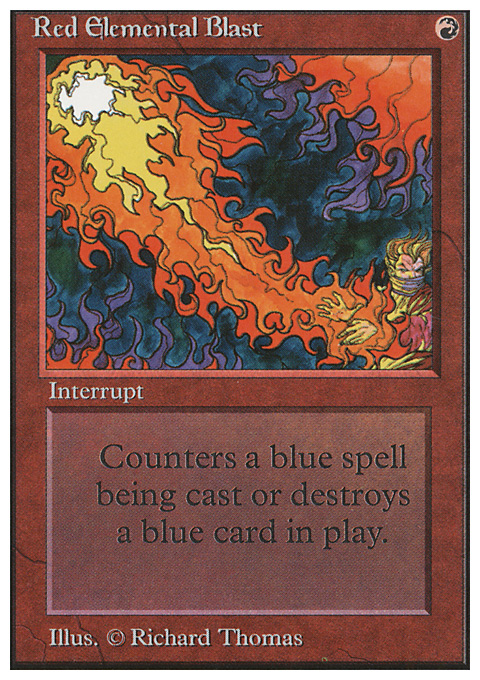 Red Elemental Blast
Interrupt
Counters a blue spell
being cast or destroys
a blue card in play.
Illus. © Richard Thomas